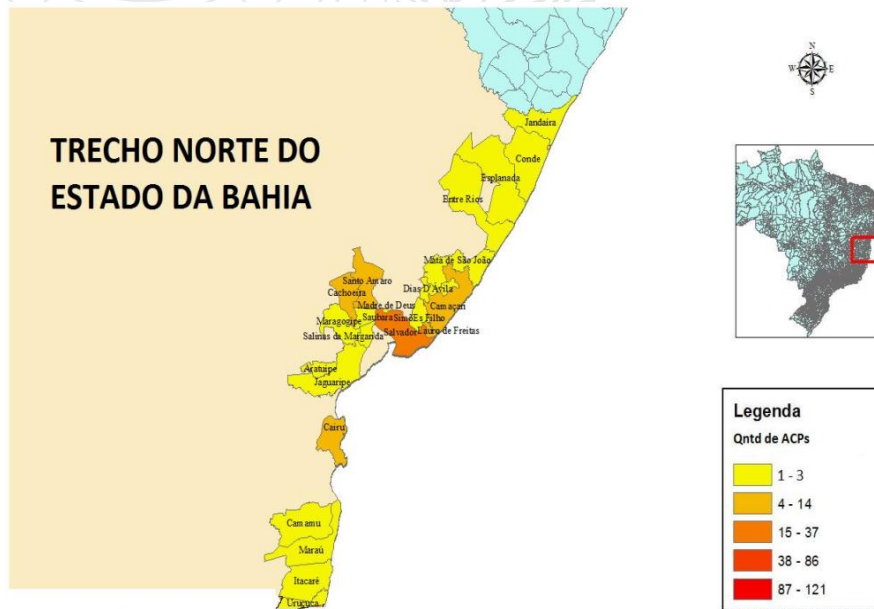 TRECHO NORTE DO
ESTADO DA BAHIA
N
W E
S
Jandaira
Conde
Esplanada
Entre Rios
Mata de São João
Dias D'Avila
Camaçari
Santo Amaro
Cachoeira
Madre de Deus
Saubara
Salvador
Lauro de Freitas
Maragogipe
Salinas da Margarida
Aratuipe
Jaguaripe
Cairu
Camamu
Maraú
Itacaré
Uruçuca
Legenda
Qntd de ACPs
1 - 3
4 - 14
15 - 37
38 - 86
87 - 121